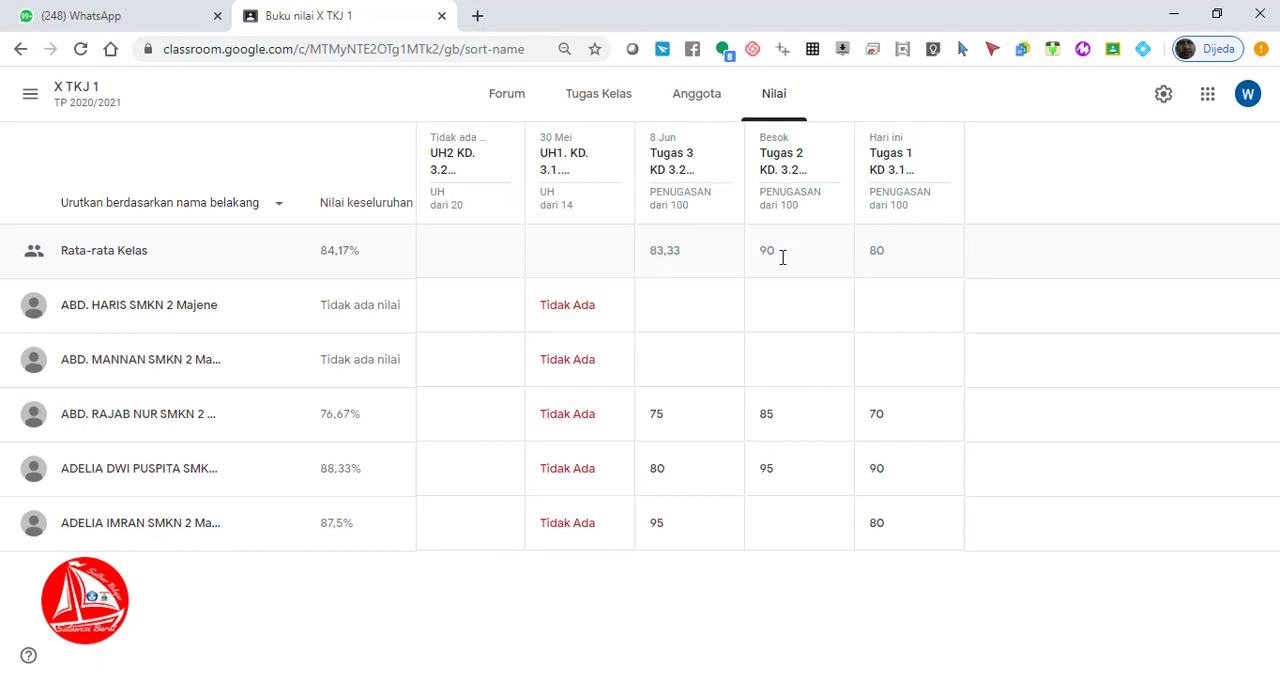 (248) WhatsApp
Buku nilai X TKJ 1
classroom.google.com/c/MTMyNTE2OTg1MTk2/gb/sort-name
8
Dijeda
X TKJ 1
TP 2020/2021
Forum
Tugas Kelas
Anggota
Nilai
W
Urutkan berdasarkan nama belakang
Nilai keseluruhan
Tidak ada ...
UH2 KD.
3.2...
UH
dari 20
30 Mei
UH1. KD.
3.1....
UH
dari 14
8 Jun
Tugas 3
KD 3.2...
PENUGASAN
dari 100
Besok
Tugas 2
KD. 3.2...
PENUGASAN
dari 100
Hari ini
Tugas 1
KD 3.1...
PENUGASAN
dari 100
Rata-rata Kelas 84,17% 83,33 90 80
ABD. HARIS SMKN 2 Majene Tidak ada nilai Tidak Ada
ABD. MANNAN SMKN 2 Ma... Tidak ada nilai Tidak Ada
ABD. RAJAB NUR SMKN 2 ... 76,67% Tidak Ada 75 85 70
ADELIA DWI PUSPITA SMK... 88,33% Tidak Ada 80 95 90
ADELIA IMRAN SMKN 2 Ma... 87,5% Tidak Ada 95 80
Sulawesi Barat